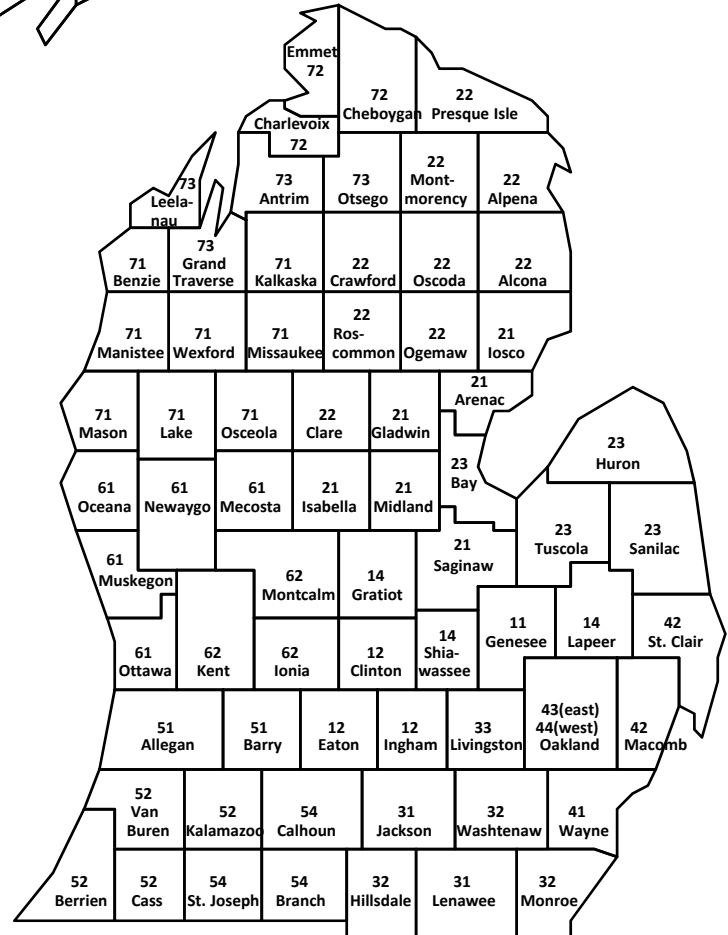 Emmet
72
72
Cheboygan
22
Presque Isle
Charlevoix
72
73
Leela-
nau
73
Antrim
73
Otsego
22
Mont-
morency
22
Alpena
71
Benzie
73
Grand
Traverse
71
Kalkaska
22
Crawford
22
Oscoda
22
Alcona
71
Manistee
71
Wexford
71
Missaukee
22
Ros-
common
22
Ogemaw
21
Iosco
71
Mason
71
Lake
71
Osceola
22
Clare
21
Gladwin
21
Arenac
23
Huron
61
Oceana
61
Newaygo
61
Mecosta
21
Isabella
21
Midland
23
Bay
23
Tuscola
23
Sanilac
61
Muskegon
62
Montcalm
14
Gratiot
21
Saginaw
61
Ottawa
62
Kent
62
Ionia
12
Clinton
14
Shia-
wassee
11
Genesee
14
Lapeer
42
St. Clair
51
Allegan
51
Barry
12
Eaton
12
Ingham
33
Livingston
43(east)
44(west)
Oakland
42
Macomb
52
Van
Buren
52
Kalamazoo
54
Calhoun
31
Jackson
32
Washtenaw
41
Wayne
52
Berrien
52
Cass
54
St. Joseph
54
Branch
32
Hillsdale
31
Lenawee
32
Monroe